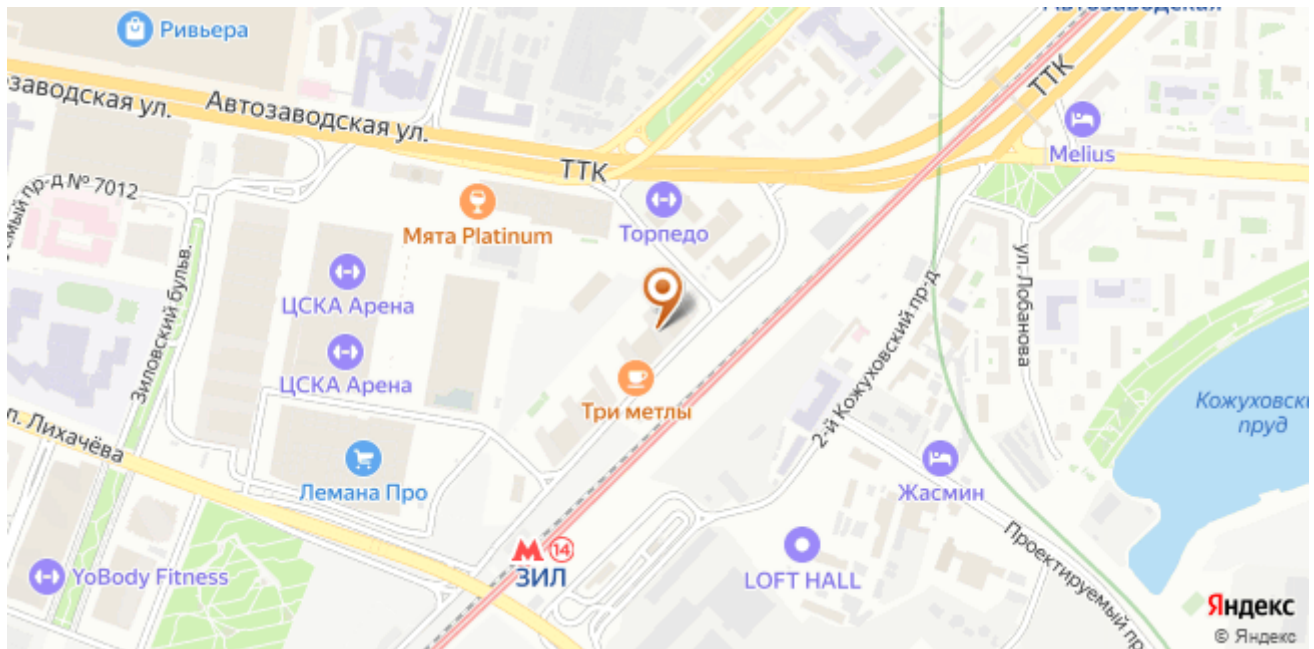 Автозаводская
Ривьера
ТТК
Автозаводская ул.
Melius
ТТК
Мята Platinum
Торпедо
ул. Лобанова
ЦСКА Арена
Зиловский бульв.
2-й Кожуховский пр-д
ЦСКА Арена
Три метлы
пруд
Лихачёва
Лемана Про
Жасмин
М 14
ЗИЛ
YoBody Fitness
LOFT HALL
Проектируемый
Яндекс
© Яндекс
пр-д № 7012
ул.